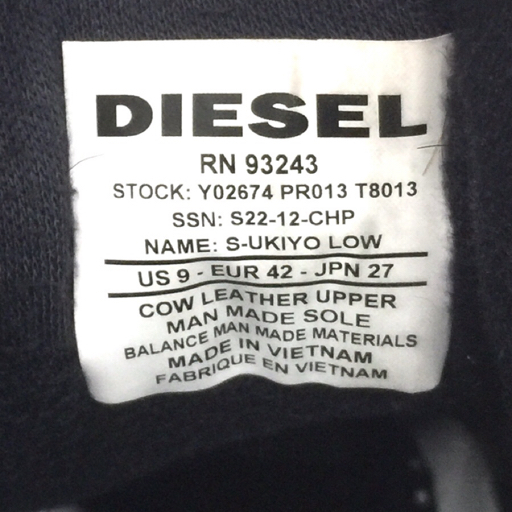 DIESEL
RN 93243
STOCK: Y02674 PR013 T8013
SSN: S22-12-CHP
NAME: S-UKIYO LOW
US 9 - EUR 42 - JPN 27
COW LEATHER UPPER
MAN MADE SOLE
BALANCE MAN MADE MATERIALS
MADE IN VIETNAM
FABRIQUE EN VIETNAM